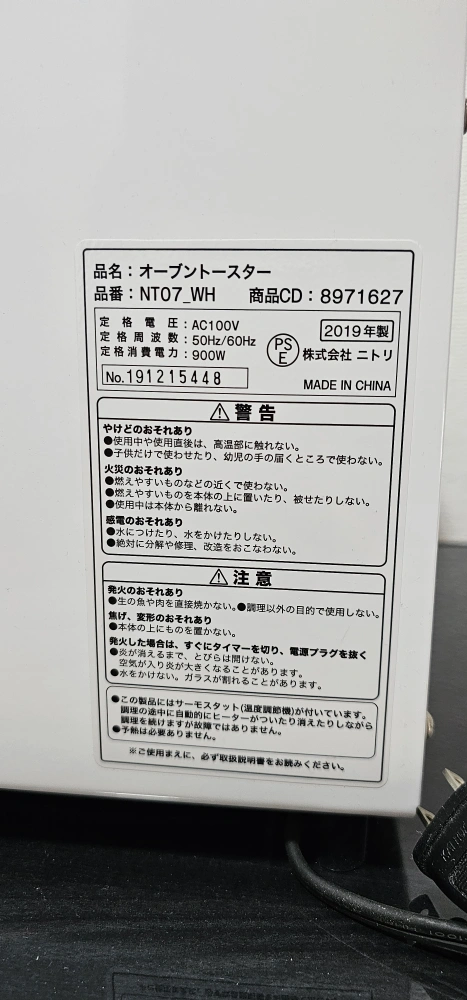 品名：オーブントースター
品番：NT07_WH　商品CD：8971627
定格電圧：AC100V
定格周波数：50Hz/60Hz
定格消費電力：900W
PS
E
2019年製
株式会社 ニトリ
No.191215448
MADE IN CHINA
⚠警告
やけどのおそれあり
●使用中や使用直後は、高温部に触れない。
●子供だけで使わせたり、幼児の手の届くところで使わない。
火災のおそれあり
●燃えやすいものなどの近くで使わない。
●燃えやすいものを本体の上に置いたり、被せたりしない。
●使用中は本体から離れない。
感電のおそれあり
●水につけたり、水をかけたりしない。
●絶対に分解や修理、改造をおこなわない。
⚠注意
発火のおそれあり
●生の魚や肉を直接焼かない。●調理以外の目的で使用しない。
焦げ、変形のおそれあり
●本体の上にものを置かない。
発火した場合は、すぐにタイマーを切り、電源プラグを抜く
●炎が消えるまで、とびらは開けない。
空気が入り炎が大きくなることがあります。
●水をかけない。ガラスが割れることがあります。
●この製品にはサーモスタット(温度調節機)が付いています。
調理の途中に自動的にヒーターがついたり消えたりしながら
調理を続けますが故障ではありません。
●予熱は必要ありません。
※ご使用まえに、必ず取扱説明書をお読みください。